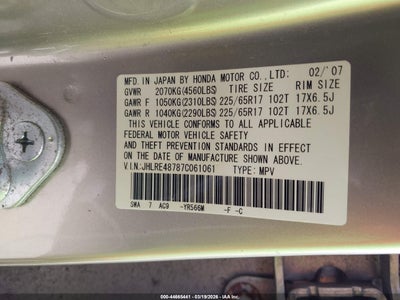 MFD. IN JAPAN BY HONDA MOTOR CO., LTD: 02/'07
GVWR 2070KG(4560LBS) TIRE SIZE RIM SIZE
GAWR F 1050KG(2310LBS) 225/65R17 102T 17X6.5J
GAWR R 1040KG(2290LBS) 225/65R17 102T 17X6.5J
THIS VEHICLE CONFORMS TO ALL APPLICABLE
FEDERAL MOTOR VEHICLE SAFETY
AND THEFT PREVENTION STANDARDS IN EFFECT
ON THE DATE OF MANUFACTURE SHOWN ABOVE.
V.I.N:JHLRE48787C061061 TYPE: MPV
SWA 7 AC9 -YR566M -F -C
000-44665441 - 03/19/2026 - IAA Inc.